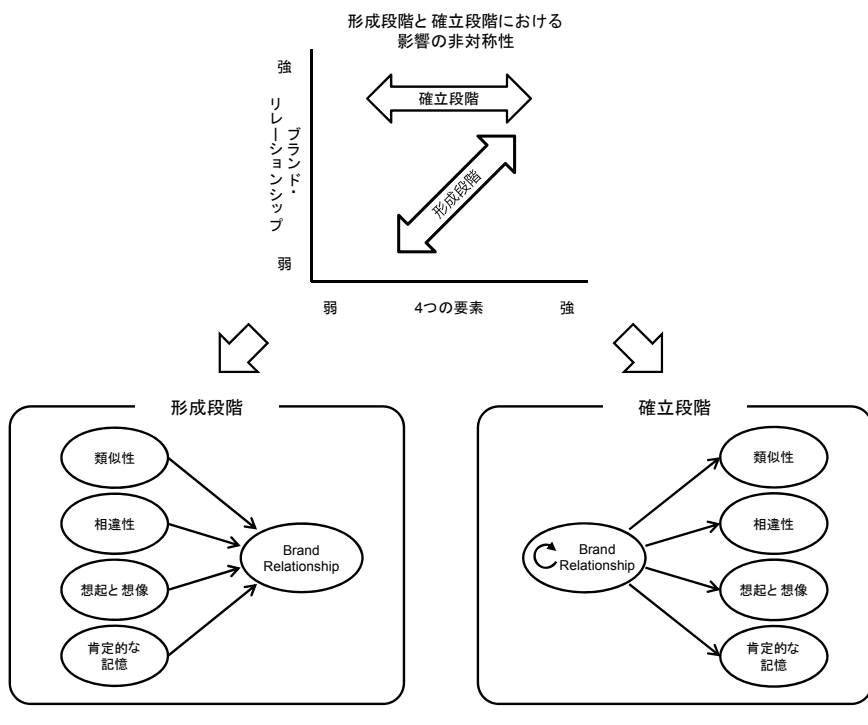 形成段階と確立段階における
影響の非対称性
強
ブランド・
リレーションシップ
弱
確立段階
形成段階
弱
4つの要素
強
形成段階
類似性
相違性
想起と想像
肯定的な
記憶
Brand
Relationship
確立段階
Brand
Relationship
類似性
相違性
想起と想像
肯定的な
記憶